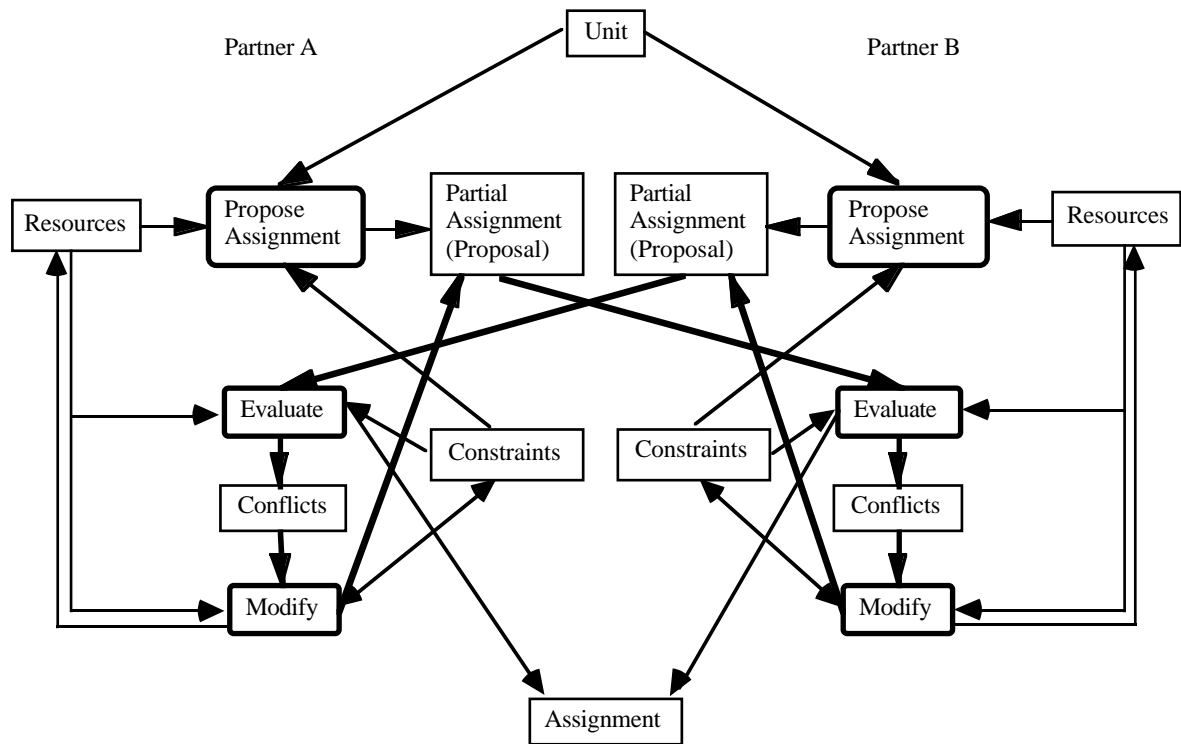 Unit
Partner A
Partner B
Resources
Propose
Assignment
Partial
Assignment
(Proposal)
Partial
Assignment
(Proposal)
Propose
Assignment
Resources
Evaluate
Evaluate
Constraints
Constraints
Conflicts
Conflicts
Modify
Modify
Assignment